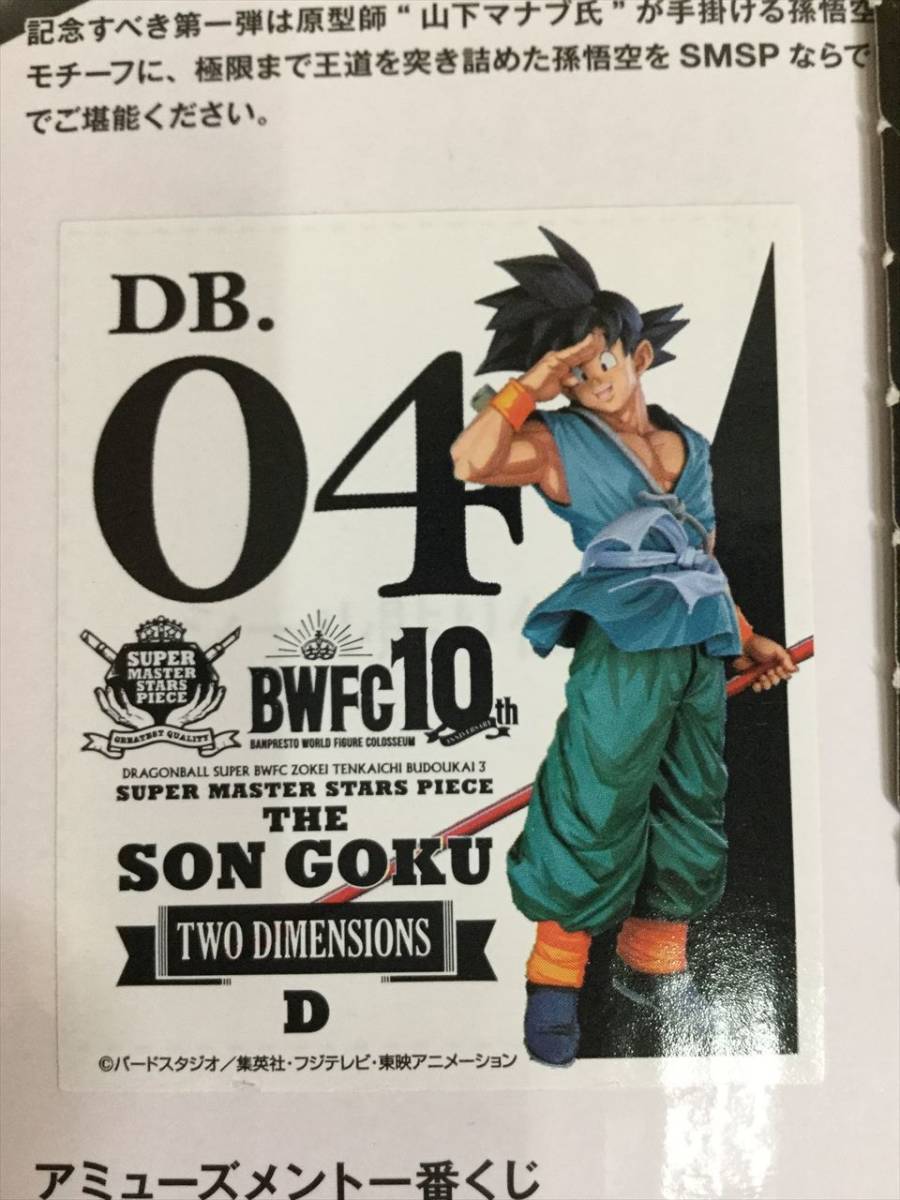 記念すべき第一弾は原型師“山下マナブ氏”が手掛ける孫悟空
モチーフに、極限まで王道を突き詰めた孫悟空を SMSP ならで
でご堪能ください。
DB.
04
SUPER
MASTER
STARS
PIECE
GREATEST QUALITY
BWFC10th
ANNIVERSARY
BANPRESTO WORLD FIGURE COLOSSEUM
DRAGONBALL SUPER BWFC ZOKEI TENKAICHI BUDOUKAI 3
SUPER MASTER STARS PIECE
THE
SON GOKU
TWO DIMENSIONS
D
©バードスタジオ／集英社・フジテレビ・東映アニメーション
アミューズメント一番くじ